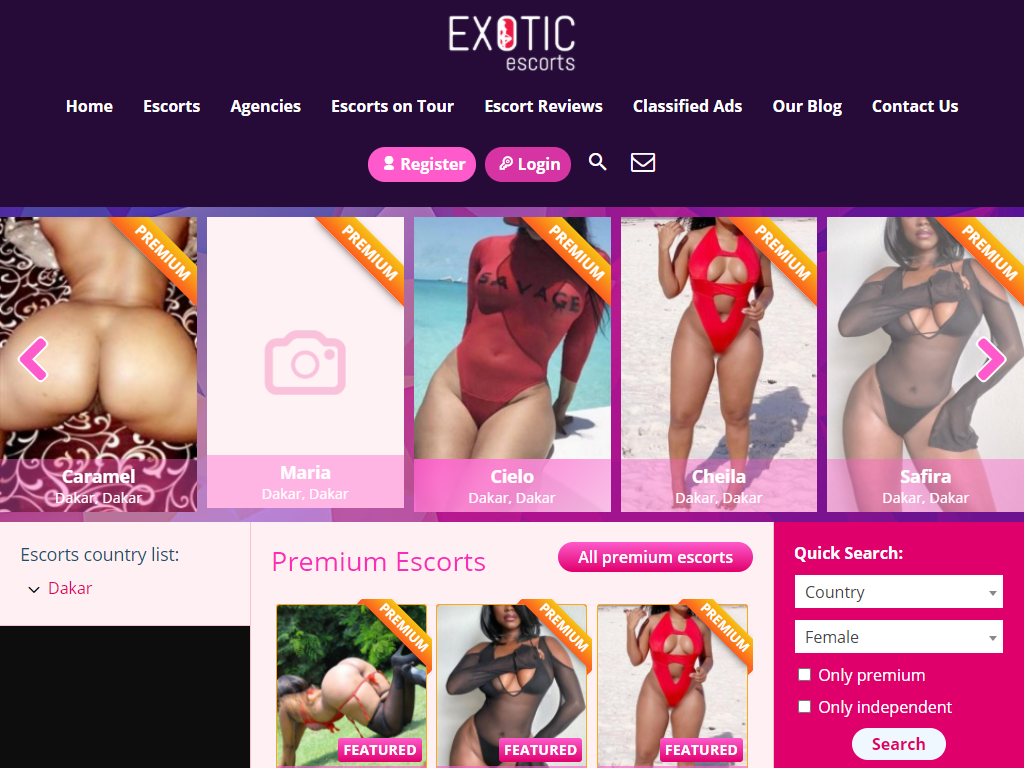 EXOTIC
escorts
Home
Escorts
Agencies
Escorts on Tour
Escort Reviews
Classified Ads
Our Blog
Contact Us
Register
Login
PREMIUM
PREMIUM
PREMIUM
PREMIUM
PREMIUM
SAVAGE
Caramel
Dakar, Dakar
Maria
Dakar, Dakar
Cielo
Dakar, Dakar
Cheila
Dakar, Dakar
Safira
Dakar, Dakar
Escorts country list:
Dakar
Premium Escorts
All premium escorts
PREMIUM
FEATURED
PREMIUM
FEATURED
PREMIUM
FEATURED
Quick Search:
Country
Female
Only premium
Only independent
Search